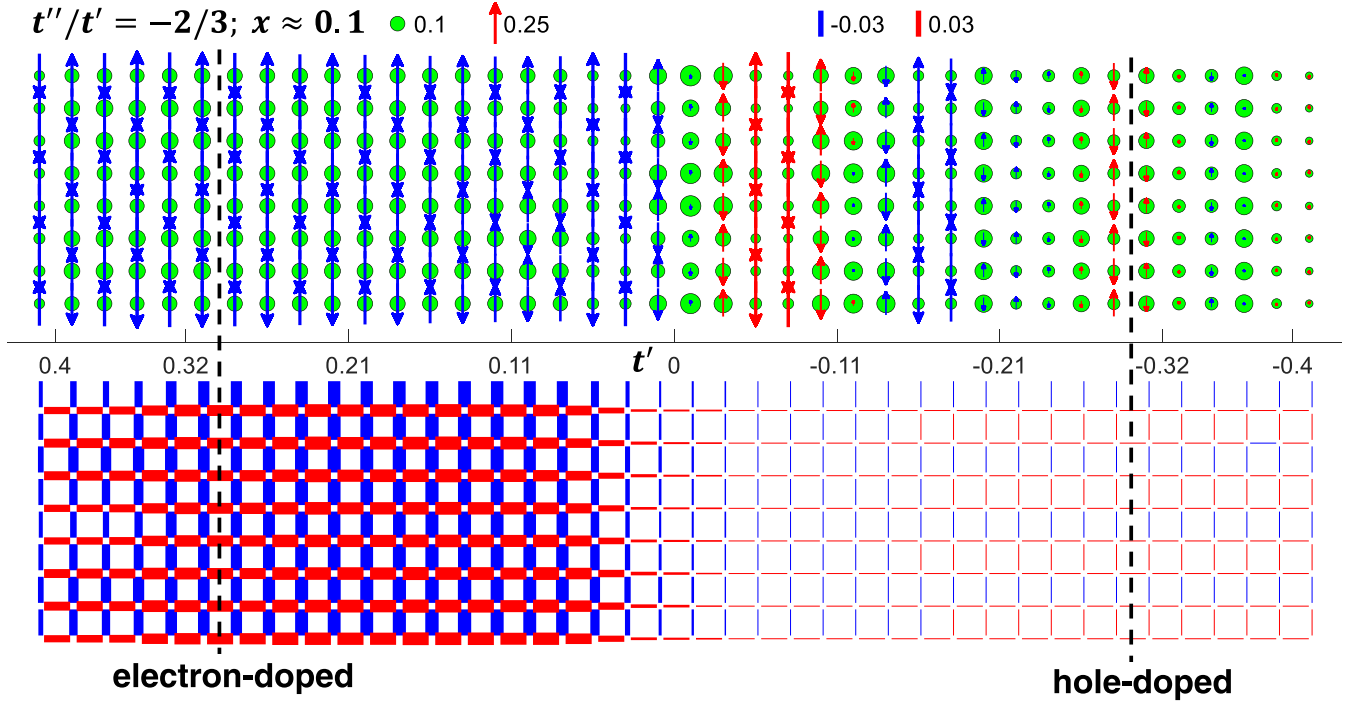 t''/t' = −2/3; x ≈ 0.1 0.1 0.25 -0.03 0.03
0.4 0.32 0.21 0.11 t' 0 -0.11 -0.21 -0.32 -0.4
electron-doped hole-doped